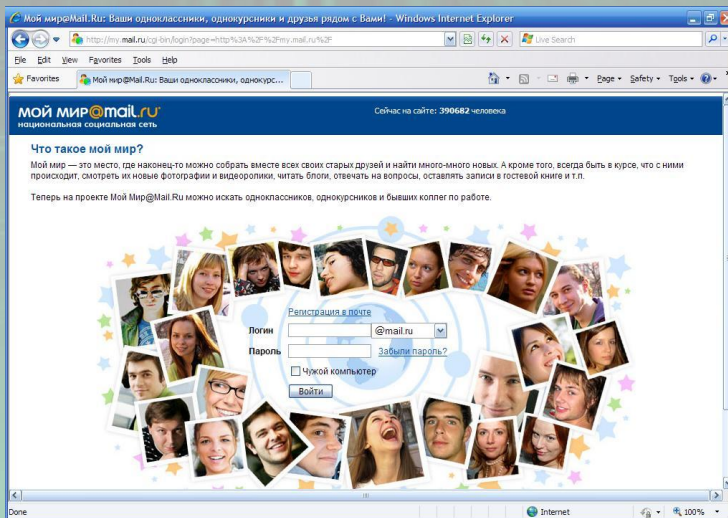 Мой мир@Mail.Ru: Ваши одноклассники, однокурсники и друзья рядом с Вами! - Windows Internet Explorer
http://my.mail.ru/cgi-bin/login?page=http%3A%2F%2Fmy.mail.ru%2F
Live Search
File Edit View Favorites Tools Help
Favorites Мой мир@Mail.Ru: Ваши одноклассники, однокурс... Page Safety Tools
мой мир@mail.ru
национальная социальная сеть
Сейчас на сайте: 390682 человека
Что такое мой мир?
Мой мир — это место, где наконец-то можно собрать вместе всех своих старых друзей и найти много-много новых. А кроме того, всегда быть в курсе, что с ними
происходит, смотреть их новые фотографии и видеоролики, читать блоги, отвечать на вопросы, оставлять записи в гостевой книге и т.п.
Теперь на проекте Мой Мир@Mail.Ru можно искать одноклассников, однокурсников и бывших коллег по работе.
Регистрация в почте
Логин @mail.ru
Пароль Забыли пароль?
Чужой компьютер
Войти
Done Internet 100%